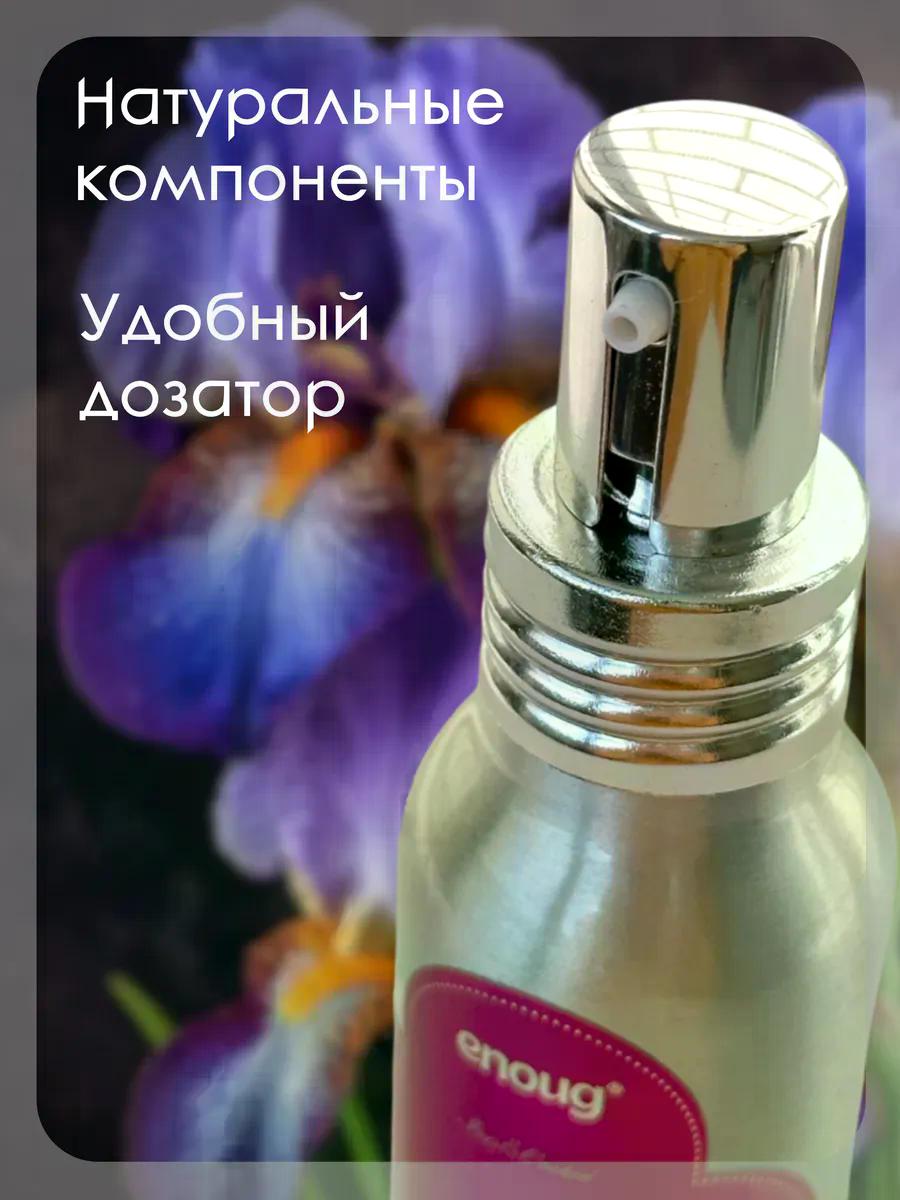 Натуральные
компоненты
Удобный
дозатор
enoug®